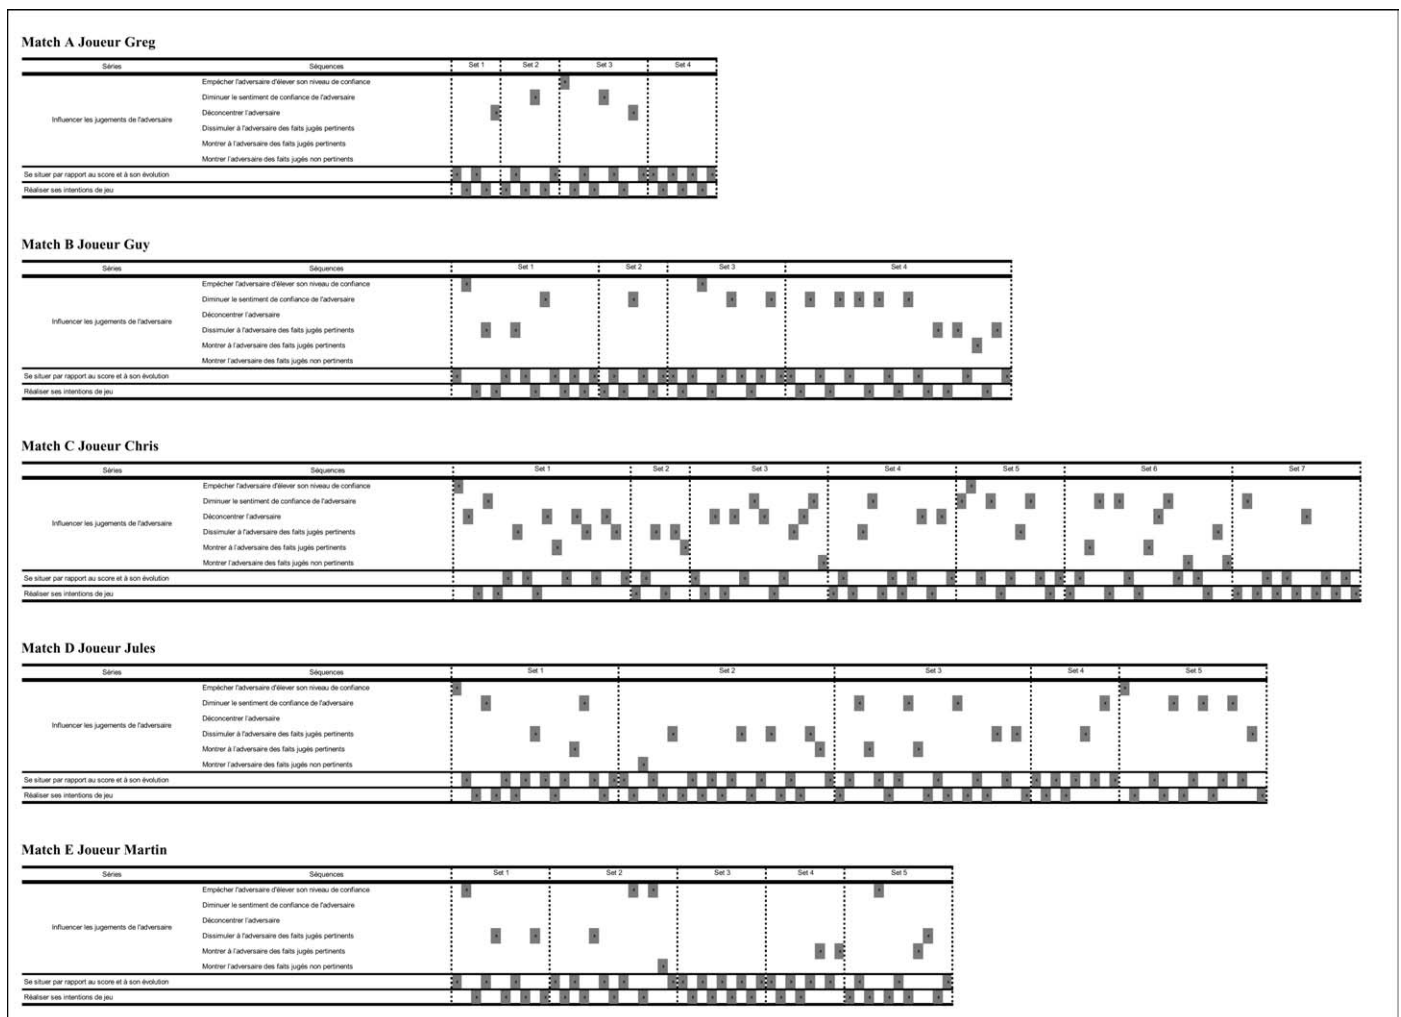 Match A Joueur Greg
Séries Séquences Set 1 Set 2 Set 3 Set 4
Empêcher l'adversaire d'élever son niveau de confiance
Diminuer le sentiment de confiance de l'adversaire
Déconcentrer l'adversaire
Influencer les jugements de l'adversaire
Dissimuler à l'adversaire des faits jugés pertinents
Montrer à l'adversaire des faits jugés pertinents
Montrer l'adversaire des faits jugés non pertinents
Se situer par rapport au score et à son évolution
Réaliser ses intentions de jeu
Match B Joueur Guy
Séries Séquences Set 1 Set 2 Set 3 Set 4
Empêcher l'adversaire d'élever son niveau de confiance
Diminuer le sentiment de confiance de l'adversaire
Déconcentrer l'adversaire
Influencer les jugements de l'adversaire
Dissimuler à l'adversaire des faits jugés pertinents
Montrer à l'adversaire des faits jugés pertinents
Montrer l'adversaire des faits jugés non pertinents
Se situer par rapport au score et à son évolution
Réaliser ses intentions de jeu
Match C Joueur Chris
Séries Séquences Set 1 Set 2 Set 3 Set 4 Set 5 Set 6 Set 7
Empêcher l'adversaire d'élever son niveau de confiance
Diminuer le sentiment de confiance de l'adversaire
Déconcentrer l'adversaire
Influencer les jugements de l'adversaire
Dissimuler à l'adversaire des faits jugés pertinents
Montrer à l'adversaire des faits jugés pertinents
Montrer l'adversaire des faits jugés non pertinents
Se situer par rapport au score et à son évolution
Réaliser ses intentions de jeu
Match D Joueur Jules
Séries Séquences Set 1 Set 2 Set 3 Set 4 Set 5
Empêcher l'adversaire d'élever son niveau de confiance
Diminuer le sentiment de confiance de l'adversaire
Déconcentrer l'adversaire
Influencer les jugements de l'adversaire
Dissimuler à l'adversaire des faits jugés pertinents
Montrer à l'adversaire des faits jugés pertinents
Montrer l'adversaire des faits jugés non pertinents
Se situer par rapport au score et à son évolution
Réaliser ses intentions de jeu
Match E Joueur Martin
Séries Séquences Set 1 Set 2 Set 3 Set 4 Set 5
Empêcher l'adversaire d'élever son niveau de confiance
Diminuer le sentiment de confiance de l'adversaire
Déconcentrer l'adversaire
Influencer les jugements de l'adversaire
Dissimuler à l'adversaire des faits jugés pertinents
Montrer à l'adversaire des faits jugés pertinents
Montrer l'adversaire des faits jugés non pertinents
Se situer par rapport au score et à son évolution
Réaliser ses intentions de jeu